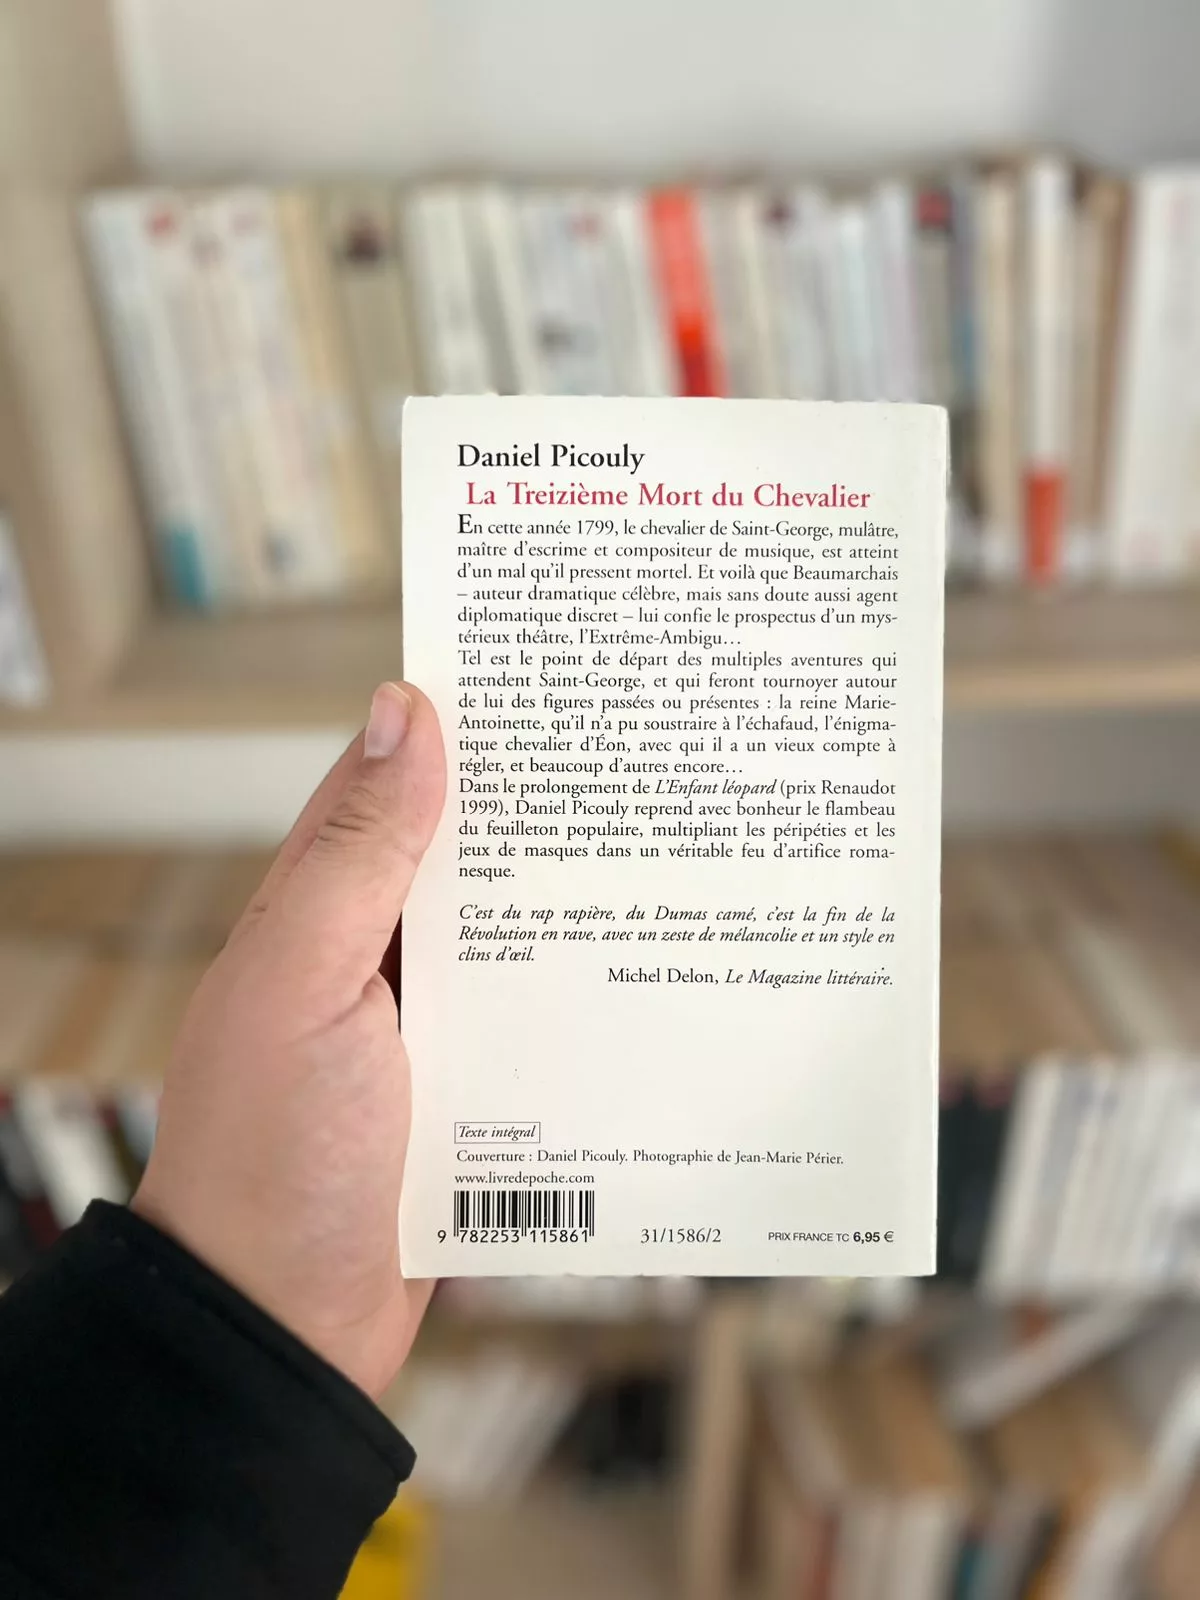 Daniel Picouly
La Treizième Mort du Chevalier
En cette année 1799, le chevalier de Saint-George, mulâtre,
maître d'escrime et compositeur de musique, est atteint
d'un mal qu'il pressent mortel. Et voilà que Beaumarchais
– auteur dramatique célèbre, mais sans doute aussi agent
diplomatique discret – lui confie le prospectus d'un mys-
térieux théâtre, l'Extrême-Ambigu…
Tel est le point de départ des multiples aventures qui
attendent Saint-George, et qui feront tournoyer autour
de lui des figures passées ou présentes : la reine Marie-
Antoinette, qu'il n'a pu soustraire à l'échafaud, l'énigma-
tique chevalier d'Éon, avec qui il a un vieux compte à
régler, et beaucoup d'autres encore…
Dans le prolongement de L'Enfant léopard (prix Renaudot
1999), Daniel Picouly reprend avec bonheur le flambeau
du feuilleton populaire, multipliant les péripéties et les
jeux de masques dans un véritable feu d'artifice roma-
nesque.
C'est du rap rapière, du Dumas camé, c'est la fin de la
Révolution en rave, avec un zeste de mélancolie et un style en
clins d'œil.
Michel Delon, Le Magazine littéraire.
Texte intégral
Couverture : Daniel Picouly. Photographie de Jean-Marie Périer.
www.livredepoche.com
9 782253 115861
31/1586/2
PRIX FRANCE TC 6,95 €